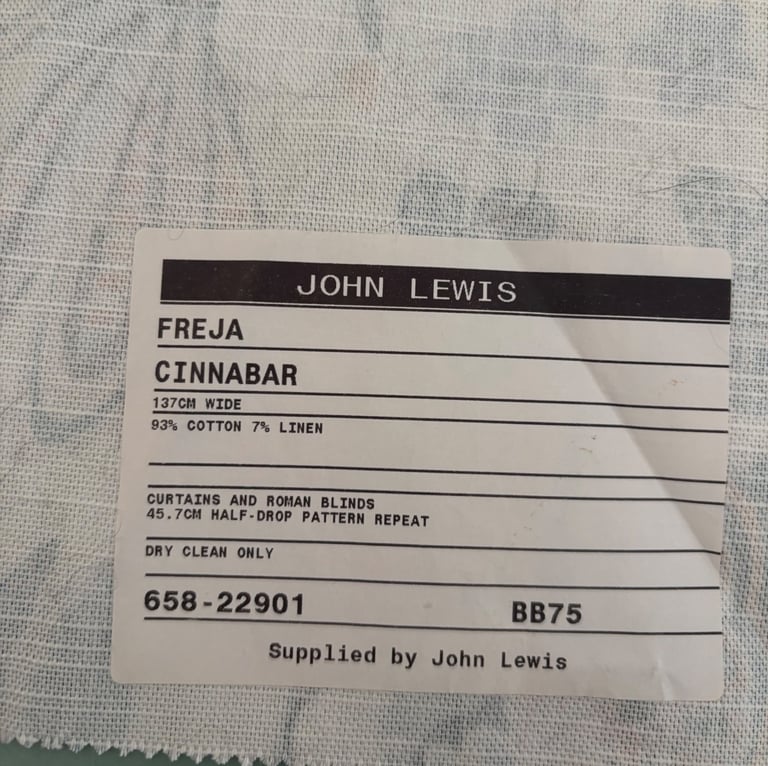 JOHN LEWIS
FREJA
CINNABAR
137CM WIDE
93% COTTON 7% LINEN
CURTAINS AND ROMAN BLINDS
45.7CM HALF-DROP PATTERN REPEAT
DRY CLEAN ONLY
658-22901 BB75
Supplied by John Lewis